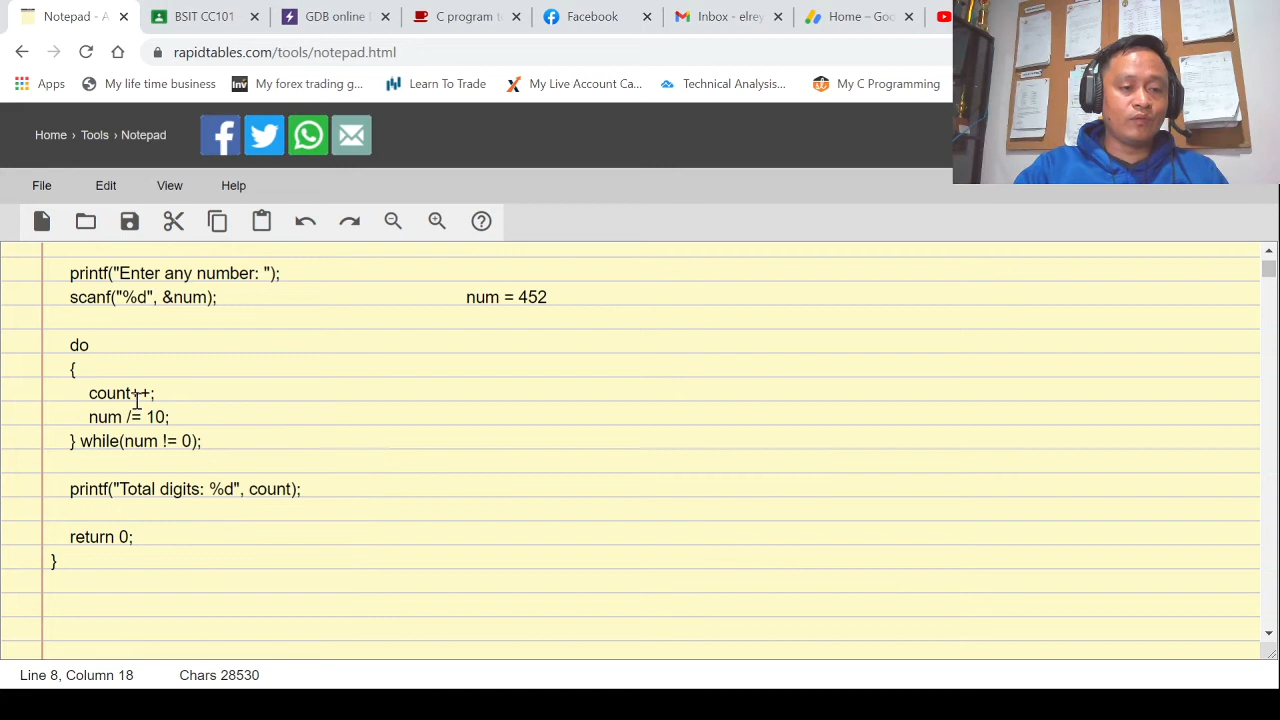 Notepad - A
BSIT CC101
GDB online
C program t
Facebook
Inbox - elrey
Home – Goo
rapidtables.com/tools/notepad.html
Apps
My life time biography
Inv
My forex trading g...
Learn To Trade
My Live Account Ca...
Technical Analysis...
My C Programming
Home › Tools › Notepad
File
Edit
View
Help
printf("Enter any number: ");
scanf("%d", &num);
num = 452
do
{
count++;
num /= 10;
} while(num != 0);
printf("Total digits: %d", count);
return 0;
}
Line 8, Column 18
Chars 28530